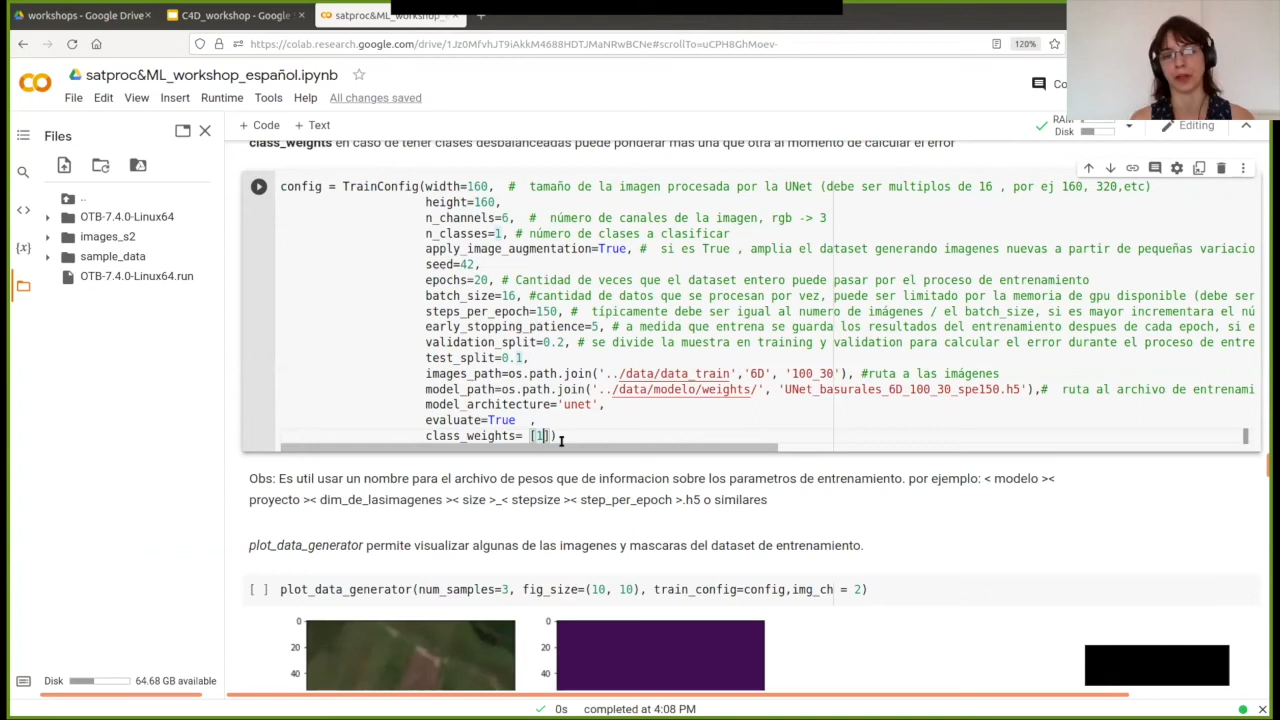 workshops - Google Drive ×
C4D_workshop - Google ×
satproc&ML_workshop_ ×
https://colab.research.google.com/drive/1Jz0MfvhJT9iAkkM4688HDTJMaNRwBCNe#scrollTo=uCPH8GhMoev-
120%
satproc&ML_workshop_español.ipynb
File Edit View Insert Runtime Tools Help All changes saved
Co
+ Code + Text
RAM
Disk
Editing
Files
..
OTB-7.4.0-Linux64
images_s2
sample_data
OTB-7.4.0-Linux64.run
class_weights en caso de tener clases desbalanceadas puede ponderar mas una que otra al momento de calcular el error
config = TrainConfig(width=160, # tamaño de la imagen procesada por la UNet (debe ser multiplos de 16 , por ej 160, 320,etc)
height=160,
n_channels=6, # número de canales de la imagen, rgb -> 3
n_classes=1, # número de clases a clasificar
apply_image_augmentation=True, # si es True , amplia el dataset generando imagenes nuevas a partir de pequeñas variacio
seed=42,
epochs=20, # Cantidad de veces que el dataset entero puede pasar por el proceso de entrenamiento
batch_size=16, #cantidad de datos que se procesan por vez, puede ser limitado por la memoria de gpu disponible (debe ser
steps_per_epoch=150, # típicamente debe ser igual al numero de imágenes / el batch_size, si es mayor incrementara el nú
early_stopping_patience=5, # a medida que entrena se guarda los resultados del entrenamiento despues de cada epoch, si e
validation_split=0.2, # se divide la muestra en training y validation para calcular el error durante el proceso de entre
test_split=0.1,
images_path=os.path.join('../data/data_train','6D', '100_30'), #ruta a las imágenes
model_path=os.path.join('../data/modelo/weights/', 'UNet_basurales_6D_100_30_spe150.h5'),# ruta al archivo de entrenami
model_architecture='unet',
evaluate=True ,
class_weights= [1])
Obs: Es util usar un nombre para el archivo de pesos que de informacion sobre los parametros de entrenamiento. por ejemplo: < modelo ><
proyecto >< dim_de_lasimagenes >< size >_< stepsize >< step_per_epoch >.h5 o similares
plot_data_generator permite visualizar algunas de las imagenes y mascaras del dataset de entrenamiento.
[ ] plot_data_generator(num_samples=3, fig_size=(10, 10), train_config=config,img_ch = 2)
0
20
40
0
20
40
Disk 64.68 GB available
0s completed at 4:08 PM